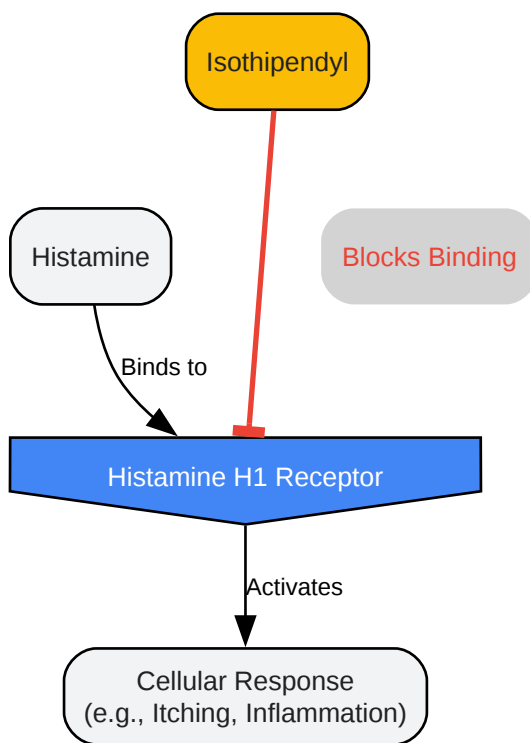 Isothipendyl
Histamine
Blocks Binding
Binds to
Histamine H1 Receptor
Activates
Cellular Response
(e.g., Itching, Inflammation)